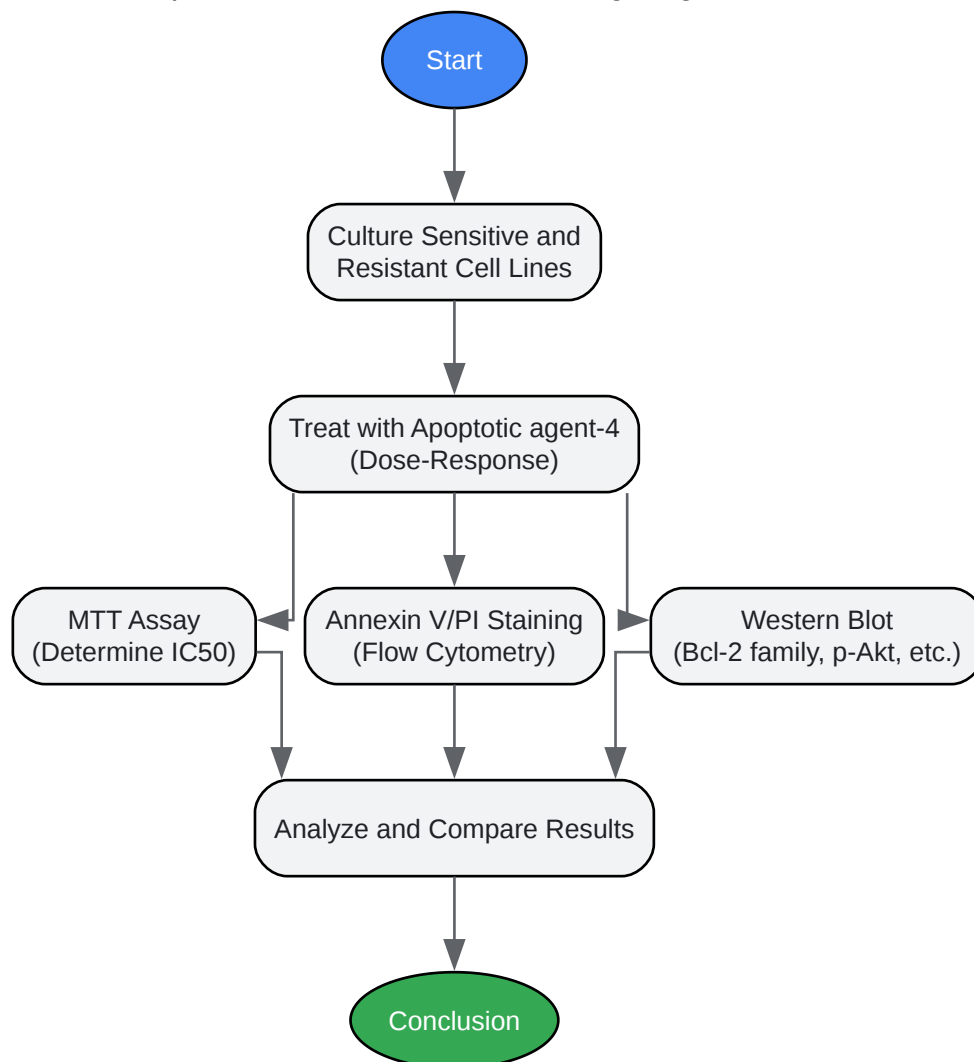 Start
Culture Sensitive and
Resistant Cell Lines
Treat with Apoptotic agent-4
(Dose-Response)
MTT Assay
(Determine IC50)
Annexin V/PI Staining
(Flow Cytometry)
Western Blot
(Bcl-2 family, p-Akt, etc.)
Analyze and Compare Results
Conclusion